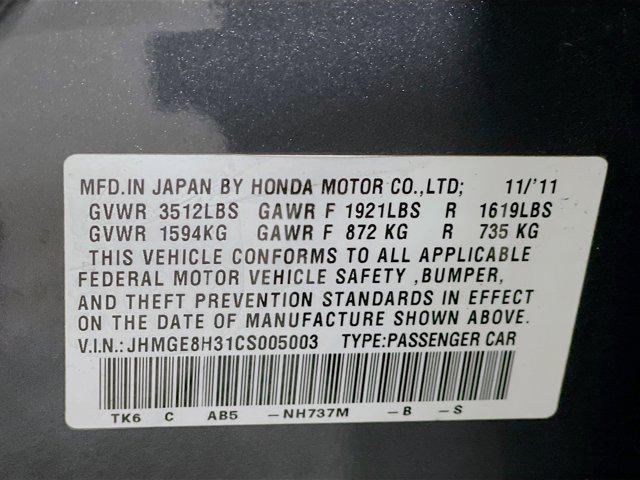 MFD.IN JAPAN BY HONDA MOTOR CO.,LTD; 11/'11
GVWR 3512LBS GAWR F 1921LBS R 1619LBS
GVWR 1594KG GAWR F 872 KG R 735 KG
THIS VEHICLE CONFORMS TO ALL APPLICABLE
FEDERAL MOTOR VEHICLE SAFETY ,BUMPER,
AND THEFT PREVENTION STANDARDS IN EFFECT
ON THE DATE OF MANUFACTURE SHOWN ABOVE.
V.I.N.:JHMGE8H31CS005003 TYPE:PASSENGER CAR
TK6 C AB5 -NH737M -B -S